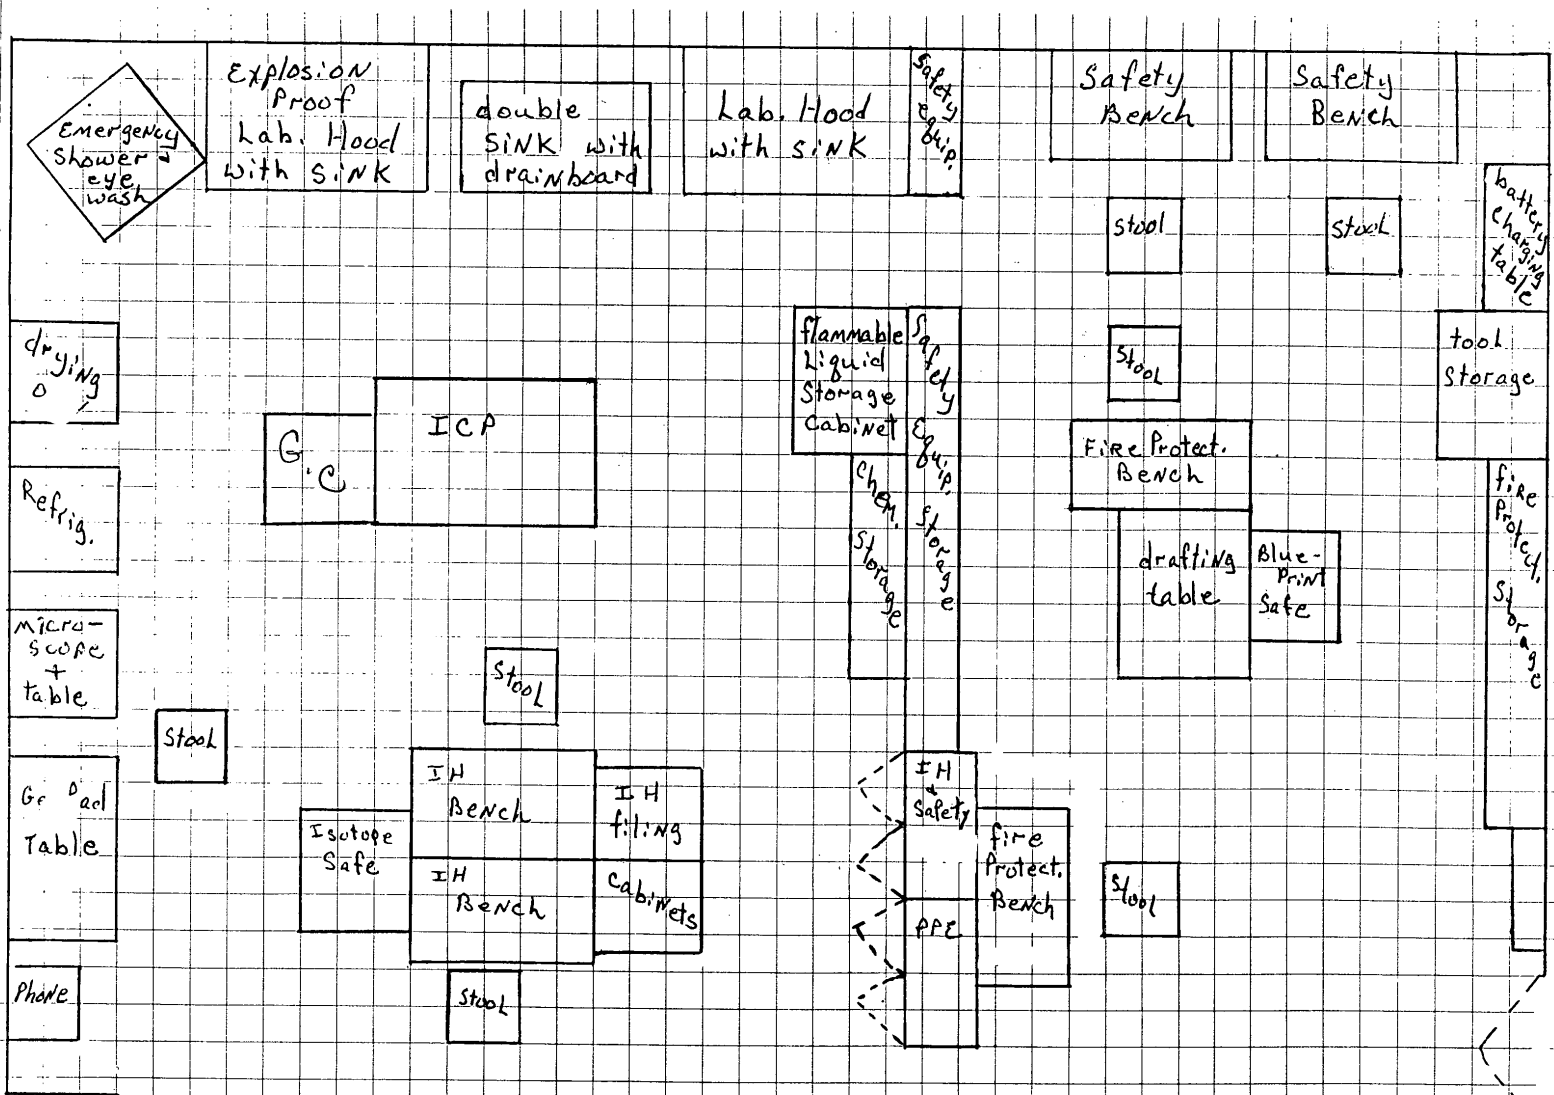 Emergency
Shower &
eye
wash
Explosion
Proof
Lab. Hood
with Sink
double
Sink with
drainboard
Lab. Hood
with sink
Safety
equip.
Safety
Bench
Safety
Bench
battery
charging
table
Stool
Stool
Stool
tool
Storage
drying
Refrig.
Micro-
scope
+
table
Stool
Table
Phone
G.C
ICP
flammable
Liquid
Storage
Cabinet
Safety Equip. Storage
Chem. Storage
Fire Protect.
Bench
drafting
table
Blue-
Print
Safe
fire Protect. Storage
Stool
IH
Bench
IH
filing
Isotope
Safe
IH
Bench
Cabinets
Stool
IH
&
Safety
PPE
fire
Protect.
Bench
Stool